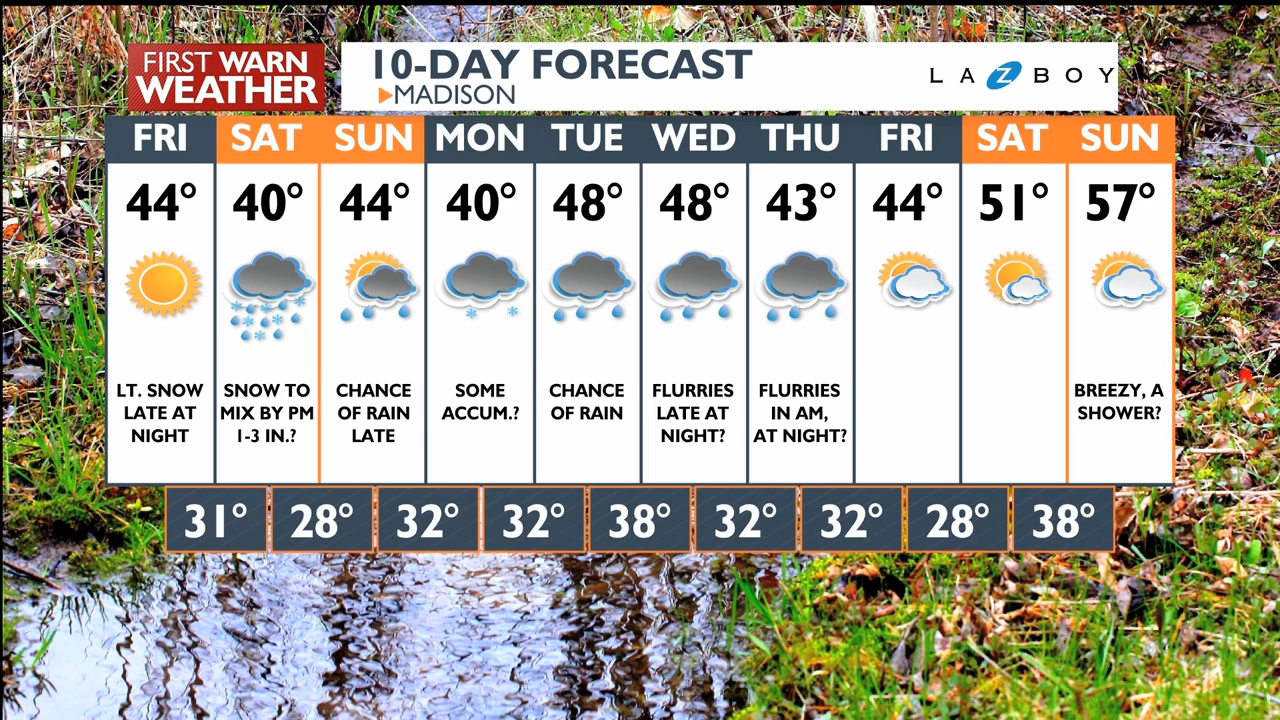 FIRST WARN
WEATHER
10-DAY FORECAST
MADISON
LA Z BOY
FRI SAT SUN MON TUE WED THU FRI SAT SUN
44° 40° 44° 40° 48° 48° 43° 44° 51° 57°
LT. SNOW
LATE AT
NIGHT
SNOW TO
MIX BY PM
1-3 IN.?
CHANCE
OF RAIN
LATE
SOME
ACCUM.?
CHANCE
OF RAIN
FLURRIES
LATE AT
NIGHT?
FLURRIES
IN AM,
AT NIGHT?
BREEZY, A
SHOWER?
31° 28° 32° 32° 38° 32° 32° 28° 38°